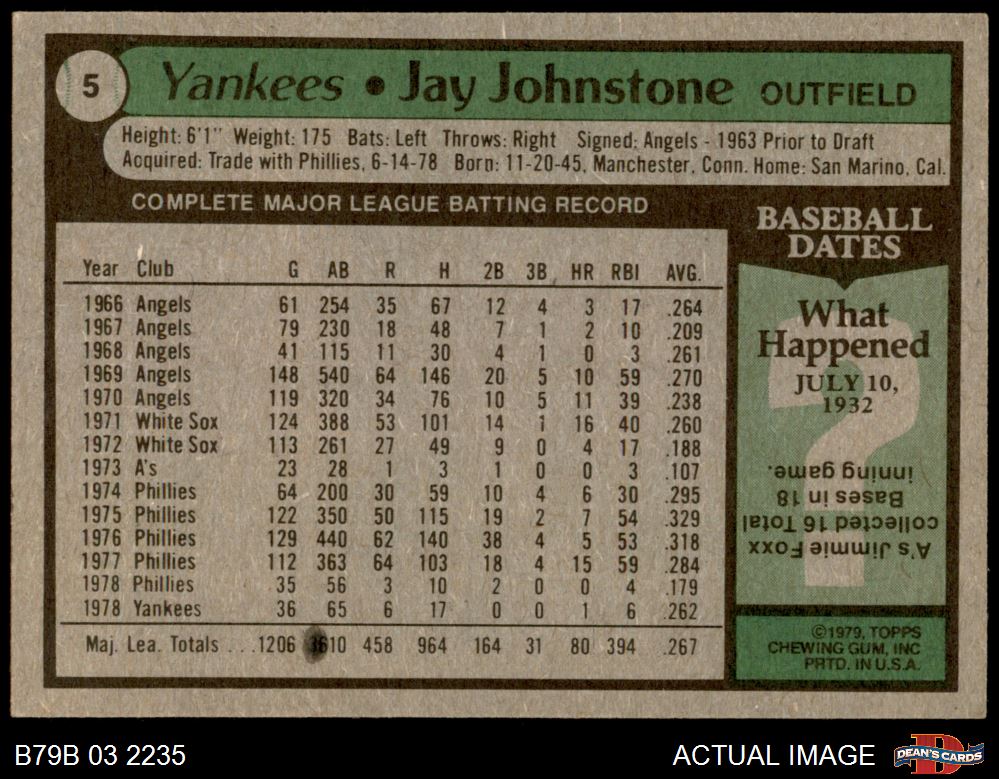 5 Yankees • Jay Johnstone OUTFIELD
Height: 6'1" Weight: 175 Bats: Left Throws: Right Signed: Angels - 1963 Prior to Draft
Acquired: Trade with Phillies, 6-14-78 Born: 11-20-45, Manchester, Conn. Home: San Marino, Cal.
COMPLETE MAJOR LEAGUE BATTING RECORD
Year Club G AB R H 2B 3B HR RBI AVG.
1966 Angels 61 254 35 67 12 4 3 17 .264
1967 Angels 79 230 18 48 7 1 2 10 .209
1968 Angels 41 115 11 30 4 1 0 3 .261
1969 Angels 148 540 64 146 20 5 10 59 .270
1970 Angels 119 320 34 76 10 5 11 39 .238
1971 White Sox 124 388 53 101 14 1 16 40 .260
1972 White Sox 113 261 27 49 9 0 4 17 .188
1973 A's 23 28 1 3 1 0 0 3 .107
1974 Phillies 64 200 30 59 10 4 6 30 .295
1975 Phillies 122 350 50 115 19 2 7 54 .329
1976 Phillies 129 440 62 140 38 4 5 53 .318
1977 Phillies 112 363 64 103 18 4 15 59 .284
1978 Phillies 35 56 3 10 2 0 0 4 .179
1978 Yankees 36 65 6 17 0 0 1 6 .262
Maj. Lea. Totals ...1206 3610 458 964 164 31 80 394 .267
BASEBALL
DATES
What
Happened
JULY 10,
1932
?
A's Jimmie Foxx
collected 16 Total
Bases in 18
inning game.
©1979, TOPPS
CHEWING GUM, INC
PRTD. IN U.S.A.
B79B 03 2235
ACTUAL IMAGE
D
DEAN'S CARDS